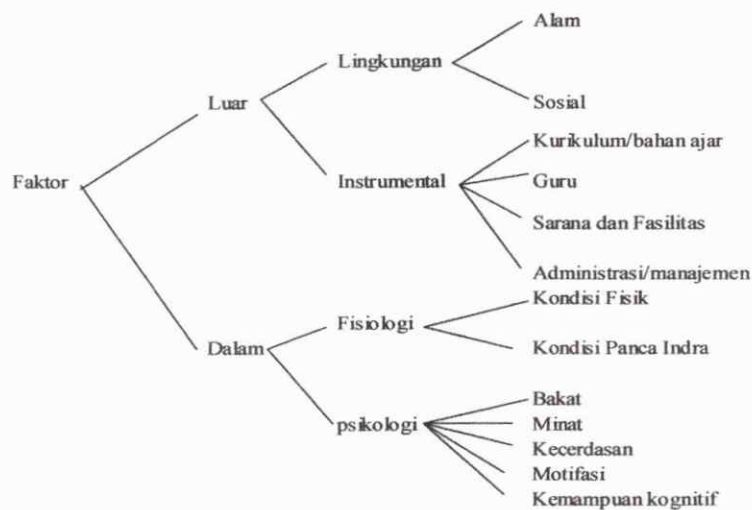 Alam
Lingkungan
Luar
Sosial
Kurikulum/bahan ajar
Faktor
Instrumental
Guru
Sarana dan Fasilitas
Administrasi/manajemen
Kondisi Fisik
Fisiologi
Dalam
Kondisi Panca Indra
Bakat
psikologi
Minat
Kecerdasan
Motifasi
Kemampuan kognitif